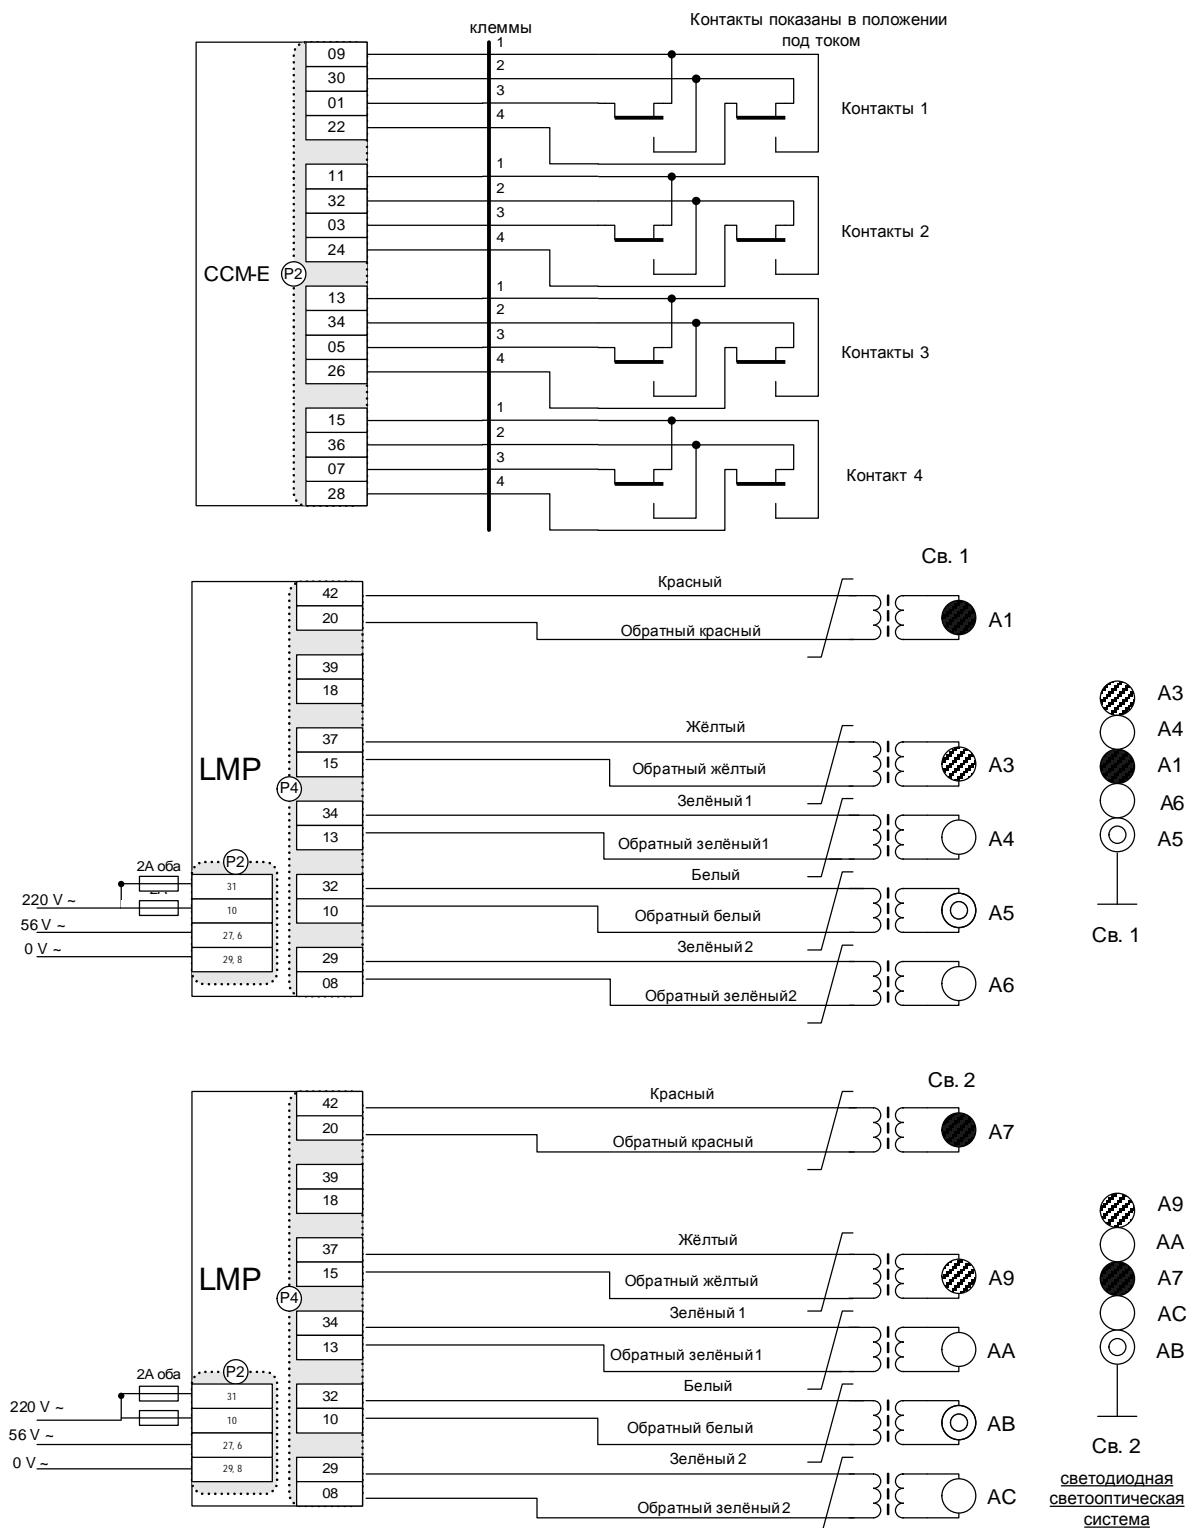 Контакты показаны в положении
под током
клеммы
09
30
01
22
1
2
3
4
Контакты 1
11
32
03
24
1
2
3
4
Контакты 2
CCM-E
P2
13
34
05
26
1
2
3
4
Контакты 3
15
36
07
28
1
2
3
4
Контакт 4
Св. 1
LMP
P4
42
20
39
18
37
15
34
13
32
10
29
08
Красный
Обратный красный
A1
Жёлтый
Обратный жёлтый
A3
Зелёный 1
Обратный зелёный1
A4
Белый
Обратный белый
A5
Зелёный 2
Обратный зелёный2
A6
P2
2А оба
31
10
27, 6
29, 8
220 V ~
56 V ~
0 V ~
A3
A4
A1
A6
A5
Св. 1
Св. 2
LMP
P4
42
20
39
18
37
15
34
13
32
10
29
08
Красный
Обратный красный
A7
Жёлтый
Обратный жёлтый
A9
Зелёный 1
Обратный зелёный1
AA
Белый
Обратный белый
AB
Зелёный 2
Обратный зелёный2
AC
P2
2А оба
31
10
27, 6
29, 8
220 V ~
56 V ~
0 V ~
A9
AA
A7
AC
AB
Св. 2
светодиодная
светооптическая
система